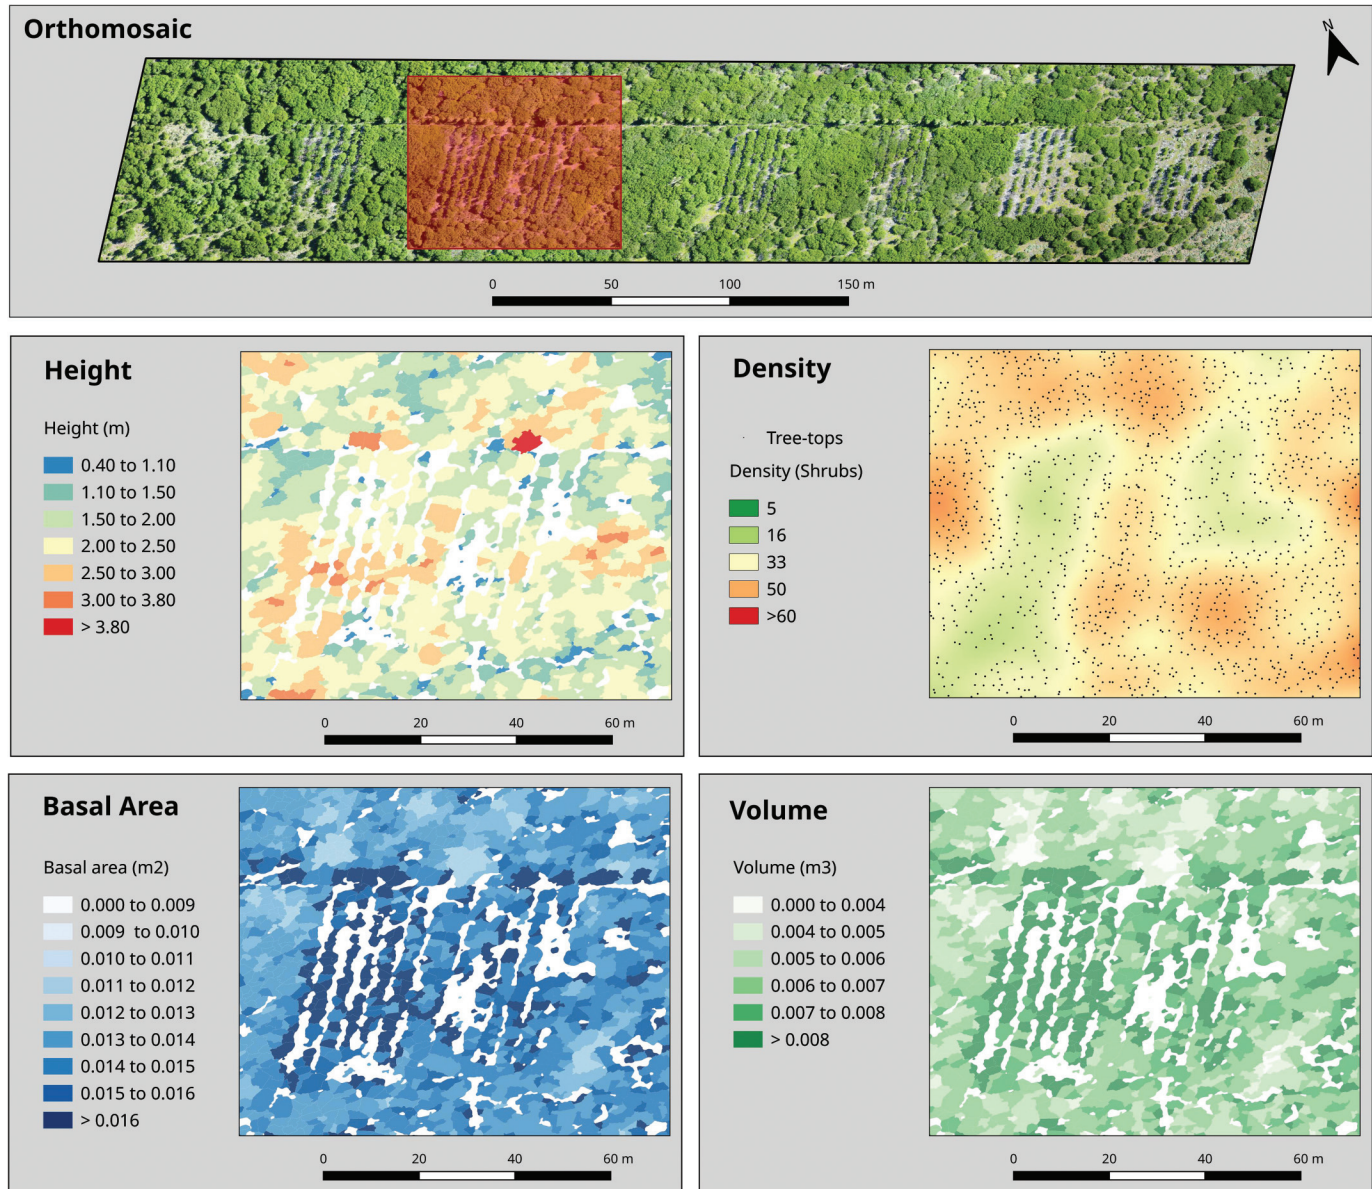 Orthomosaic
N
0 50 100 150 m
Height
Height (m)
0.40 to 1.10
1.10 to 1.50
1.50 to 2.00
2.00 to 2.50
2.50 to 3.00
3.00 to 3.80
> 3.80
0 20 40 60 m
Density
Tree-tops
Density (Shrubs)
5
16
33
50
>60
0 20 40 60 m
Basal Area
Basal area (m2)
0.000 to 0.009
0.009 to 0.010
0.010 to 0.011
0.011 to 0.012
0.012 to 0.013
0.013 to 0.014
0.014 to 0.015
0.015 to 0.016
> 0.016
0 20 40 60 m
Volume
Volume (m3)
0.000 to 0.004
0.004 to 0.005
0.005 to 0.006
0.006 to 0.007
0.007 to 0.008
> 0.008
0 20 40 60 m